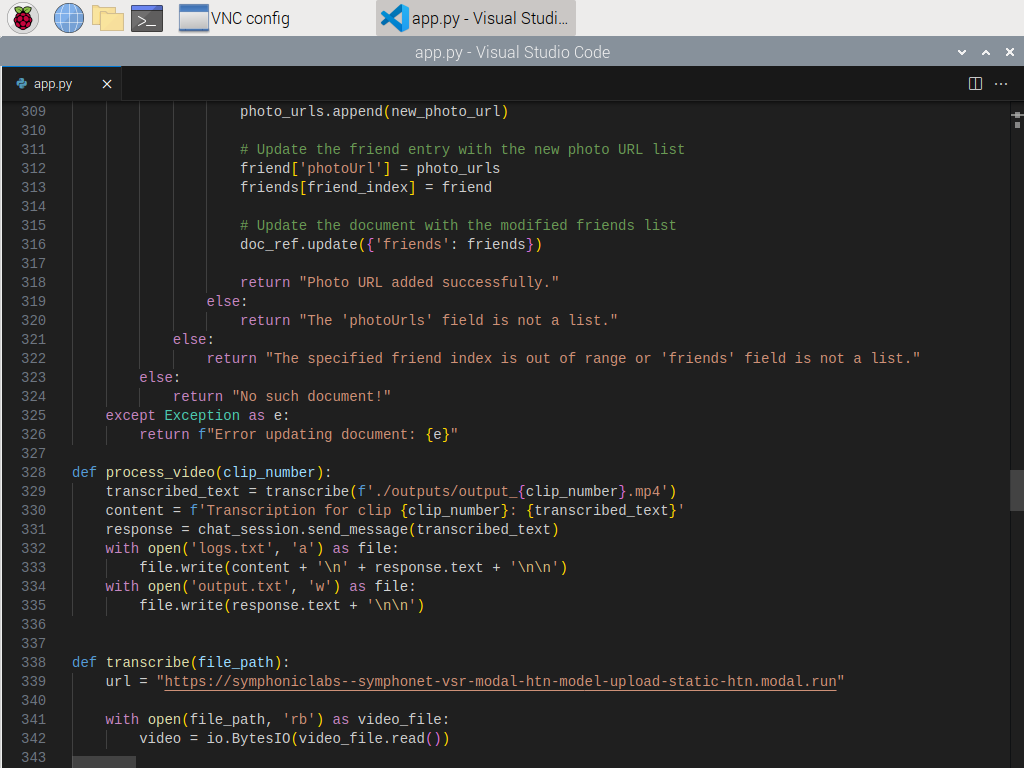 VNC config
app.py - Visual Studi...
app.py - Visual Studio Code
app.py
309 photo_urls.append(new_photo_url)
310
311 # Update the friend entry with the new photo URL list
312 friend['photoUrl'] = photo_urls
313 friends[friend_index] = friend
314
315 # Update the document with the modified friends list
316 doc_ref.update({'friends': friends})
317
318 return "Photo URL added successfully."
319 else:
320 return "The 'photoUrls' field is not a list."
321 else:
322 return "The specified friend index is out of range or 'friends' field is not a list."
323 else:
324 return "No such document!"
325 except Exception as e:
326 return f"Error updating document: {e}"
327
328 def process_video(clip_number):
329 transcribed_text = transcribe(f'./outputs/output_{clip_number}.mp4')
330 content = f'Transcription for clip {clip_number}: {transcribed_text}'
331 response = chat_session.send_message(transcribed_text)
332 with open('logs.txt', 'a') as file:
333 file.write(content + '\n' + response.text + '\n\n')
334 with open('output.txt', 'w') as file:
335 file.write(response.text + '\n\n')
336
337
338 def transcribe(file_path):
339 url = "https://symphoniclabs--symphonet-vsr-modal-htn-model-upload-static-htn.modal.run"
340
341 with open(file_path, 'rb') as video_file:
342 video = io.BytesIO(video_file.read())
343